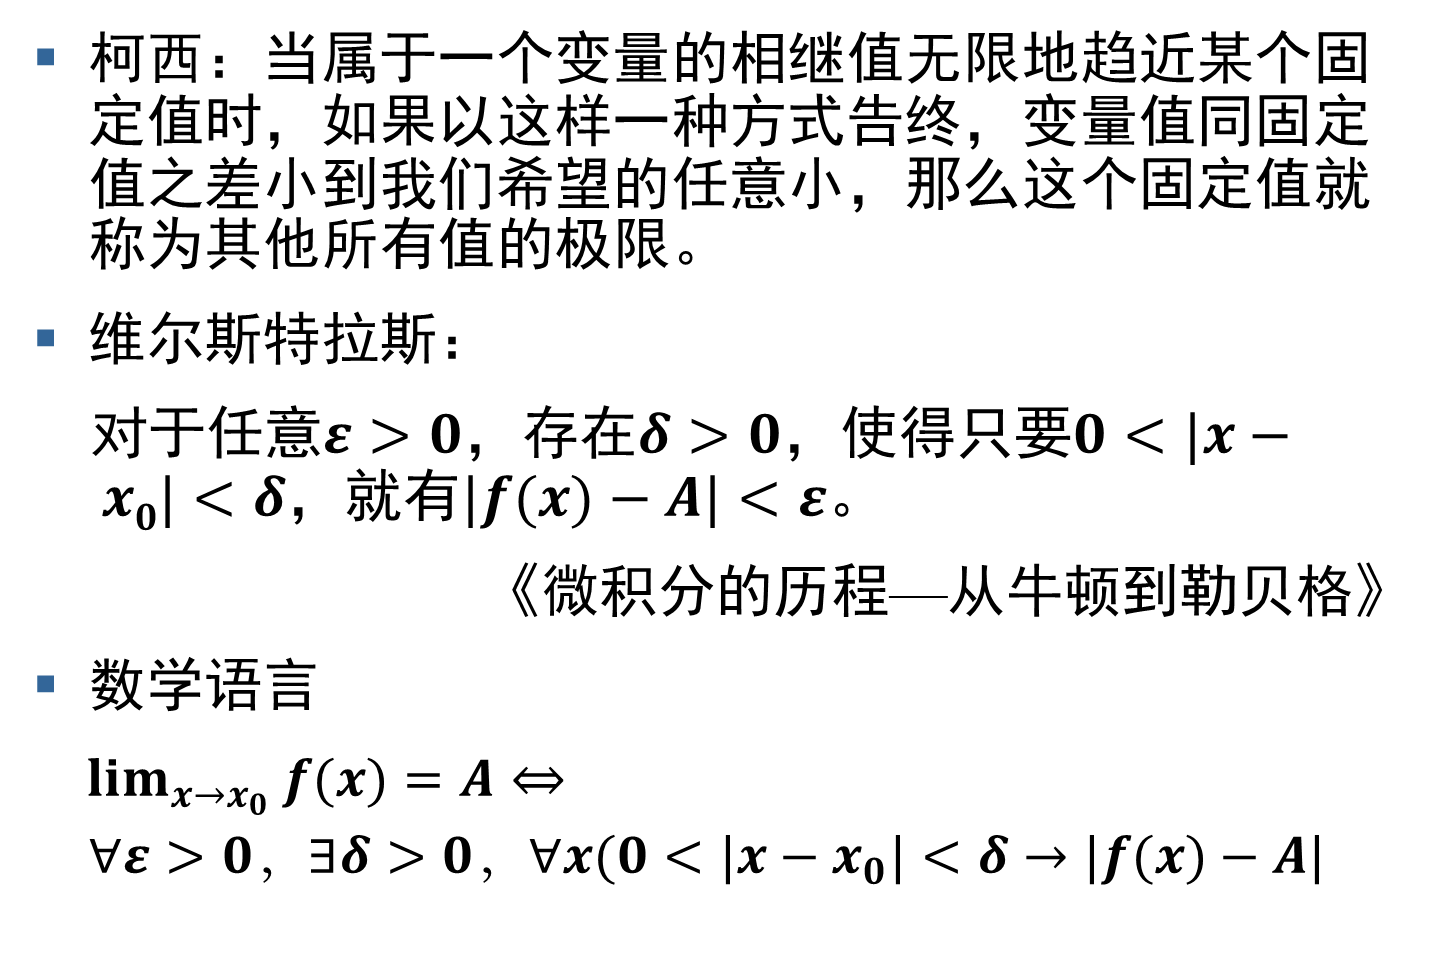 ▪ 柯西：当属于一个变量的相继值无限地趋近某个固
定值时，如果以这样一种方式告终，变量值同固定
值之差小到我们希望的任意小，那么这个固定值就
称为其他所有值的极限。
▪ 维尔斯特拉斯：
对于任意ε > 0，存在δ > 0，使得只要0 < |x −
x₀| < δ，就有|f(x) − A| < ε。
《微积分的历程—从牛顿到勒贝格》
▪ 数学语言
lim_{x→x₀} f(x) = A ⇔
∀ε > 0, ∃δ > 0, ∀x(0 < |x − x₀| < δ → |f(x) − A|